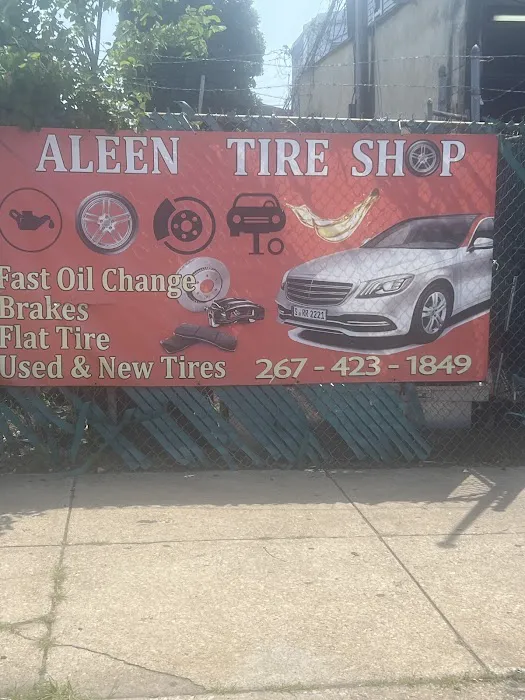 ALEEN TIRE SHOP
Fast Oil Change
Brakes
Flat Tire
Used & New Tires
267 - 423 - 1849